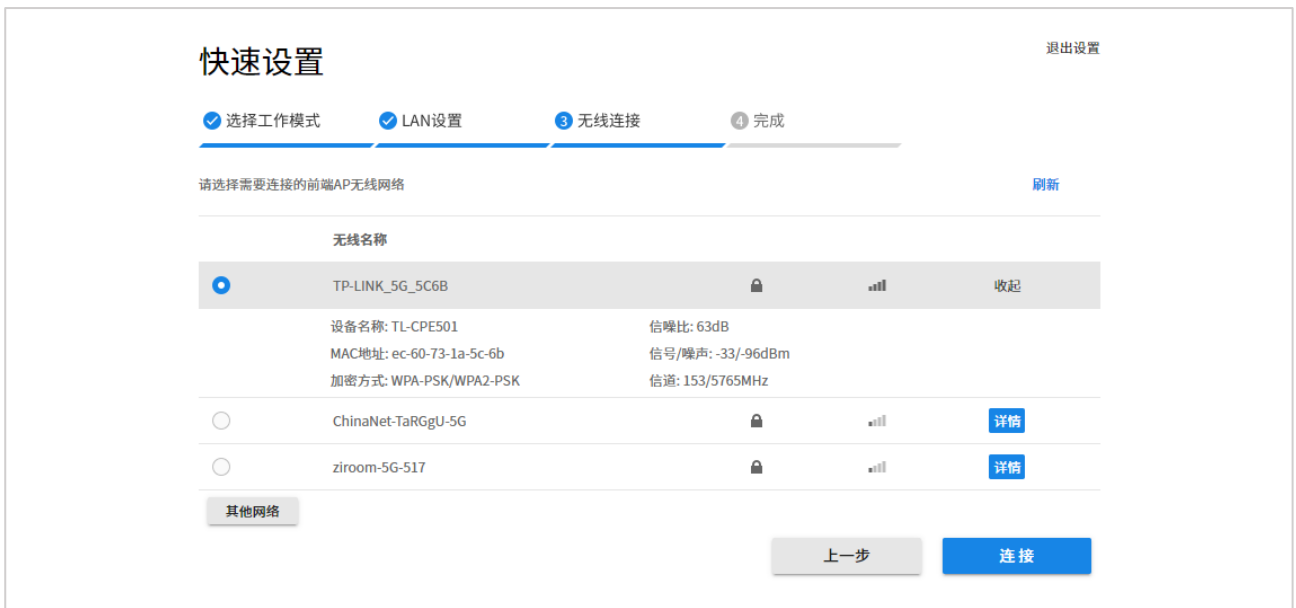 快速设置
退出设置
选择工作模式 LAN设置 3 无线连接 4 完成
请选择需要连接的前端AP无线网络 刷新
无线名称
TP-LINK_5G_5C6B 收起
设备名称: TL-CPE501 信噪比: 63dB
MAC地址: ec-60-73-1a-5c-6b 信号/噪声: -33/-96dBm
加密方式: WPA-PSK/WPA2-PSK 信道: 153/5765MHz
ChinaNet-TaRGgU-5G 详情
ziroom-5G-517 详情
其他网络
上一步 连接